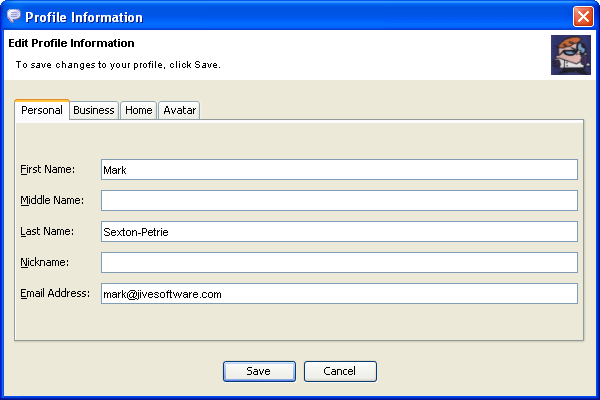 Profile Information
Edit Profile Information
To save changes to your profile, click Save.
Personal Business Home Avatar
First Name: Mark
Middle Name:
Last Name: Sexton-Petrie
Nickname:
Email Address: mark@jivesoftware.com
Save Cancel